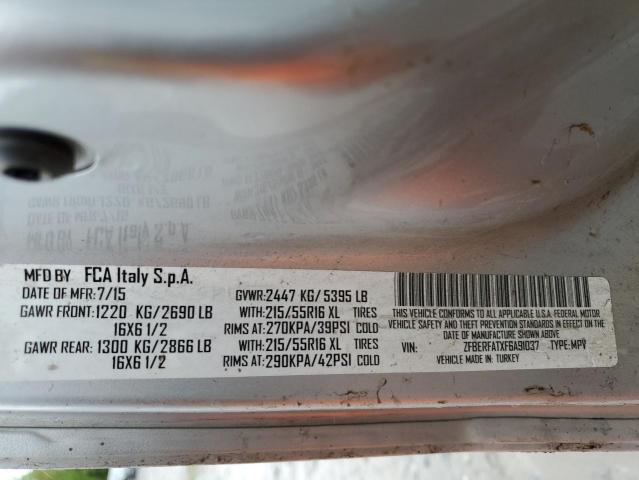 MFD BY FCA Italy S.p.A.
DATE OF MFR: 7/15 GVWR: 2447 KG/ 5395 LB
GAWR FRONT: 1220 KG/2690 LB WITH: 215/55R16 XL TIRES
16X6 1/2 RIMS AT: 270KPA/39PSI COLD
GAWR REAR: 1300 KG/2866 LB WITH: 215/55R16 XL TIRES
16X6 1/2 RIMS AT: 290KPA/42PSI COLD
THIS VEHICLE CONFORMS TO ALL APPLICABLE U.S.A. FEDERAL MOTOR
VEHICLE SAFETY, BUMPER, AND THEFT PREVENTION STANDARDS IN EFFECT ON THE
DATE OF MANUFACTURE SHOWN ABOVE
VIN: ZFBERFATXF6A91037 TYPE: MPV
VEHICLE MADE IN: TURKEY